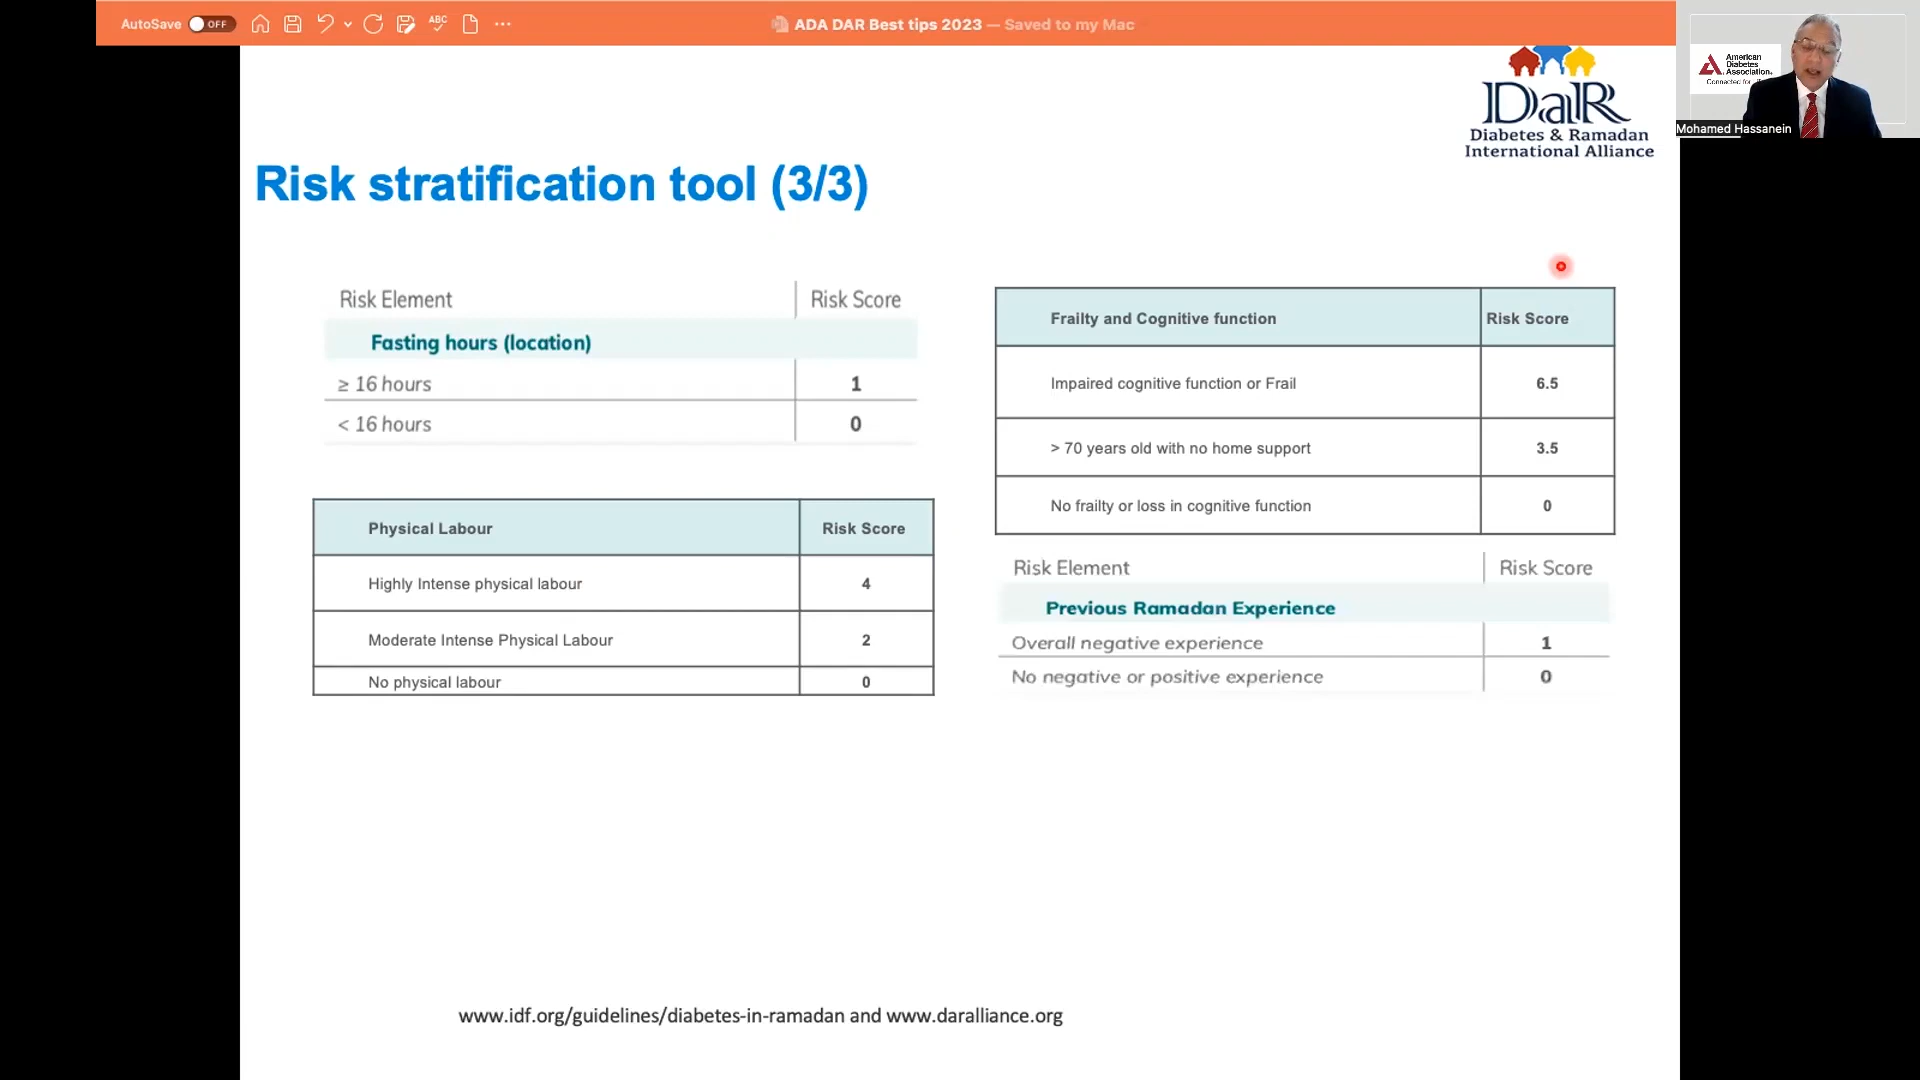 AutoSave OFF
ABC
ADA DAR Best tips 2023 — Saved to my Mac
American
Diabetes
Association.
Mohamed Hassanein
DaR
Diabetes & Ramadan
International Alliance
Risk stratification tool (3/3)
Risk Element Risk Score
Fasting hours (location)
≥ 16 hours 1
< 16 hours 0
Physical Labour Risk Score
Highly Intense physical labour 4
Moderate Intense Physical Labour 2
No physical labour 0
Frailty and Cognitive function Risk Score
Impaired cognitive function or Frail 6.5
> 70 years old with no home support 3.5
No frailty or loss in cognitive function 0
Risk Element Risk Score
Previous Ramadan Experience
Overall negative experience 1
No negative or positive experience 0
www.idf.org/guidelines/diabetes-in-ramadan and www.daralliance.org